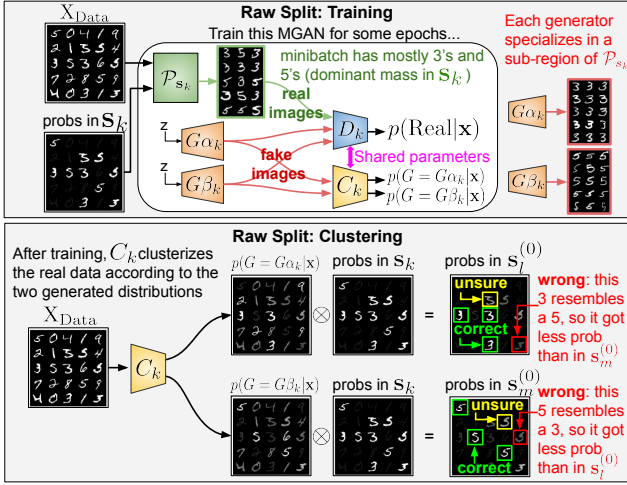 Raw Split: Training
X_Data
Train this MGAN for some epochs...
Each generator
specializes in a
sub-region of
P_{s_k}
minibatch has mostly 3's and
5's (dominant mass in S_k )
real
images
P_{s_k}
probs in S_k
z
Gα_k
D_k
p(Real|x)
fake
images
Shared parameters
z
Gβ_k
C_k
p(G = Gα_k|x)
p(G = Gβ_k|x)
Gα_k
Gβ_k
Raw Split: Clustering
After training, C_k clusterizes
the real data according to the
two generated distributions
X_Data
C_k
p(G = Gα_k|x)
probs in S_k
probs in s_l^{(0)}
⊗
=
unsure
correct
wrong: this
3 resembles
a 5, so it got
less prob
than in s_m^{(0)}
p(G = Gβ_k|x)
probs in S_k
probs in s_m^{(0)}
⊗
=
unsure
correct
wrong: this
5 resembles
a 3, so it got
less prob
than in s_l^{(0)}